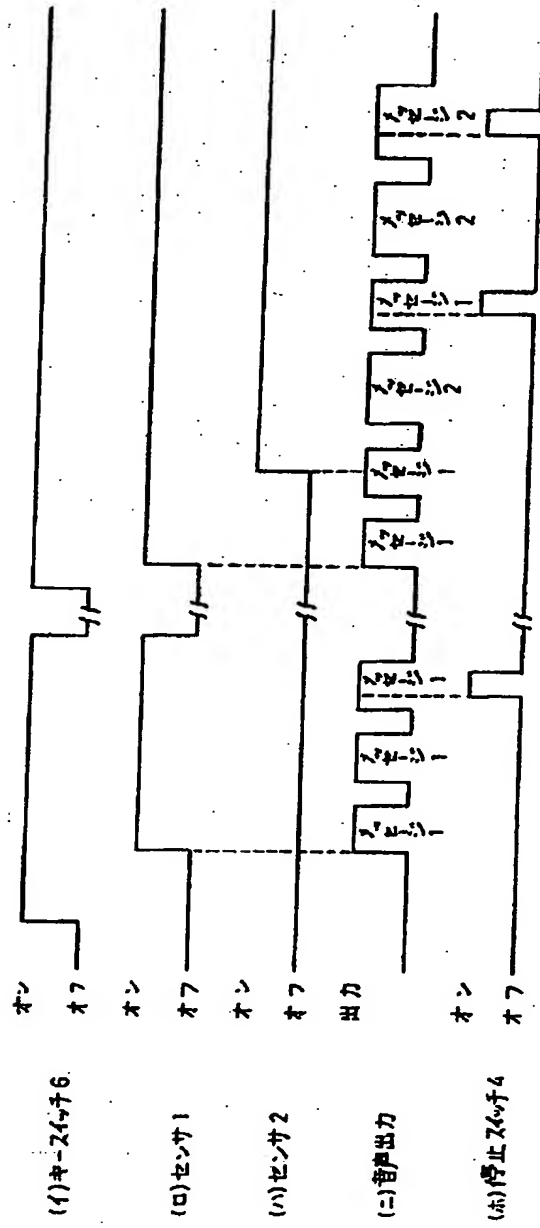 (イ)キースイッチ6
オン
オフ
(ロ)センサ1
オン
オフ
(ハ)センサ2
オン
オフ
(ニ)音声出力
出力
メッセージ1
メッセージ1
メッセージ1
メッセージ1
メッセージ1
メッセージ2
メッセージ1
メッセージ2
メッセージ2
(ホ)停止スイッチ4
オン
オフ